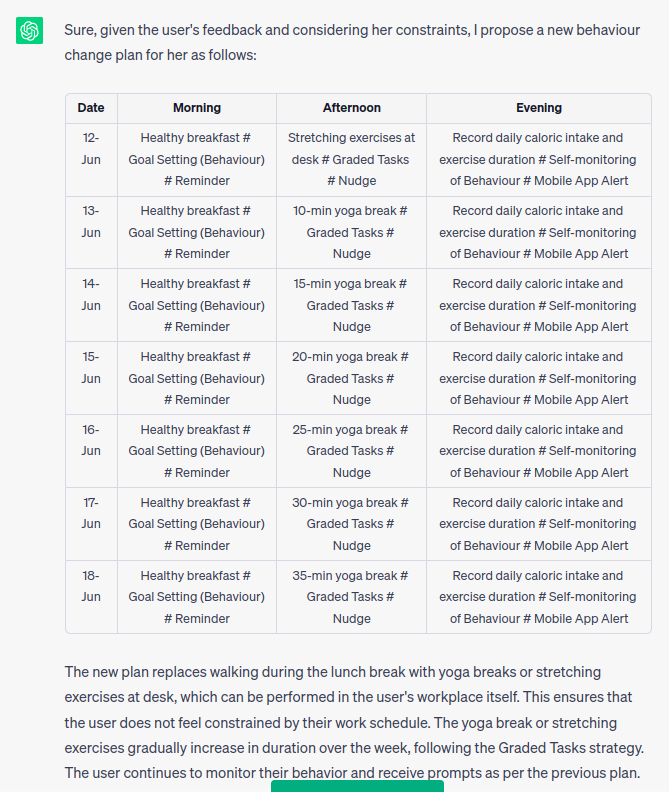 Sure, given the user's feedback and considering her constraints, I propose a new behaviour
change plan for her as follows:
Date Morning Afternoon Evening
12-
Jun
Healthy breakfast #
Goal Setting (Behaviour)
# Reminder
Stretching exercises at
desk # Graded Tasks
# Nudge
Record daily caloric intake and
exercise duration # Self-monitoring
of Behaviour # Mobile App Alert
13-
Jun
Healthy breakfast #
Goal Setting (Behaviour)
# Reminder
10-min yoga break #
Graded Tasks #
Nudge
Record daily caloric intake and
exercise duration # Self-monitoring
of Behaviour # Mobile App Alert
14-
Jun
Healthy breakfast #
Goal Setting (Behaviour)
# Reminder
15-min yoga break #
Graded Tasks #
Nudge
Record daily caloric intake and
exercise duration # Self-monitoring
of Behaviour # Mobile App Alert
15-
Jun
Healthy breakfast #
Goal Setting (Behaviour)
# Reminder
20-min yoga break #
Graded Tasks #
Nudge
Record daily caloric intake and
exercise duration # Self-monitoring
of Behaviour # Mobile App Alert
16-
Jun
Healthy breakfast #
Goal Setting (Behaviour)
# Reminder
25-min yoga break #
Graded Tasks #
Nudge
Record daily caloric intake and
exercise duration # Self-monitoring
of Behaviour # Mobile App Alert
17-
Jun
Healthy breakfast #
Goal Setting (Behaviour)
# Reminder
30-min yoga break #
Graded Tasks #
Nudge
Record daily caloric intake and
exercise duration # Self-monitoring
of Behaviour # Mobile App Alert
18-
Jun
Healthy breakfast #
Goal Setting (Behaviour)
# Reminder
35-min yoga break #
Graded Tasks #
Nudge
Record daily caloric intake and
exercise duration # Self-monitoring
of Behaviour # Mobile App Alert
The new plan replaces walking during the lunch break with yoga breaks or stretching
exercises at desk, which can be performed in the user's workplace itself. This ensures that
the user does not feel constrained by their work schedule. The yoga break or stretching
exercises gradually increase in duration over the week, following the Graded Tasks strategy.
The user continues to monitor their behavior and receive prompts as per the previous plan.